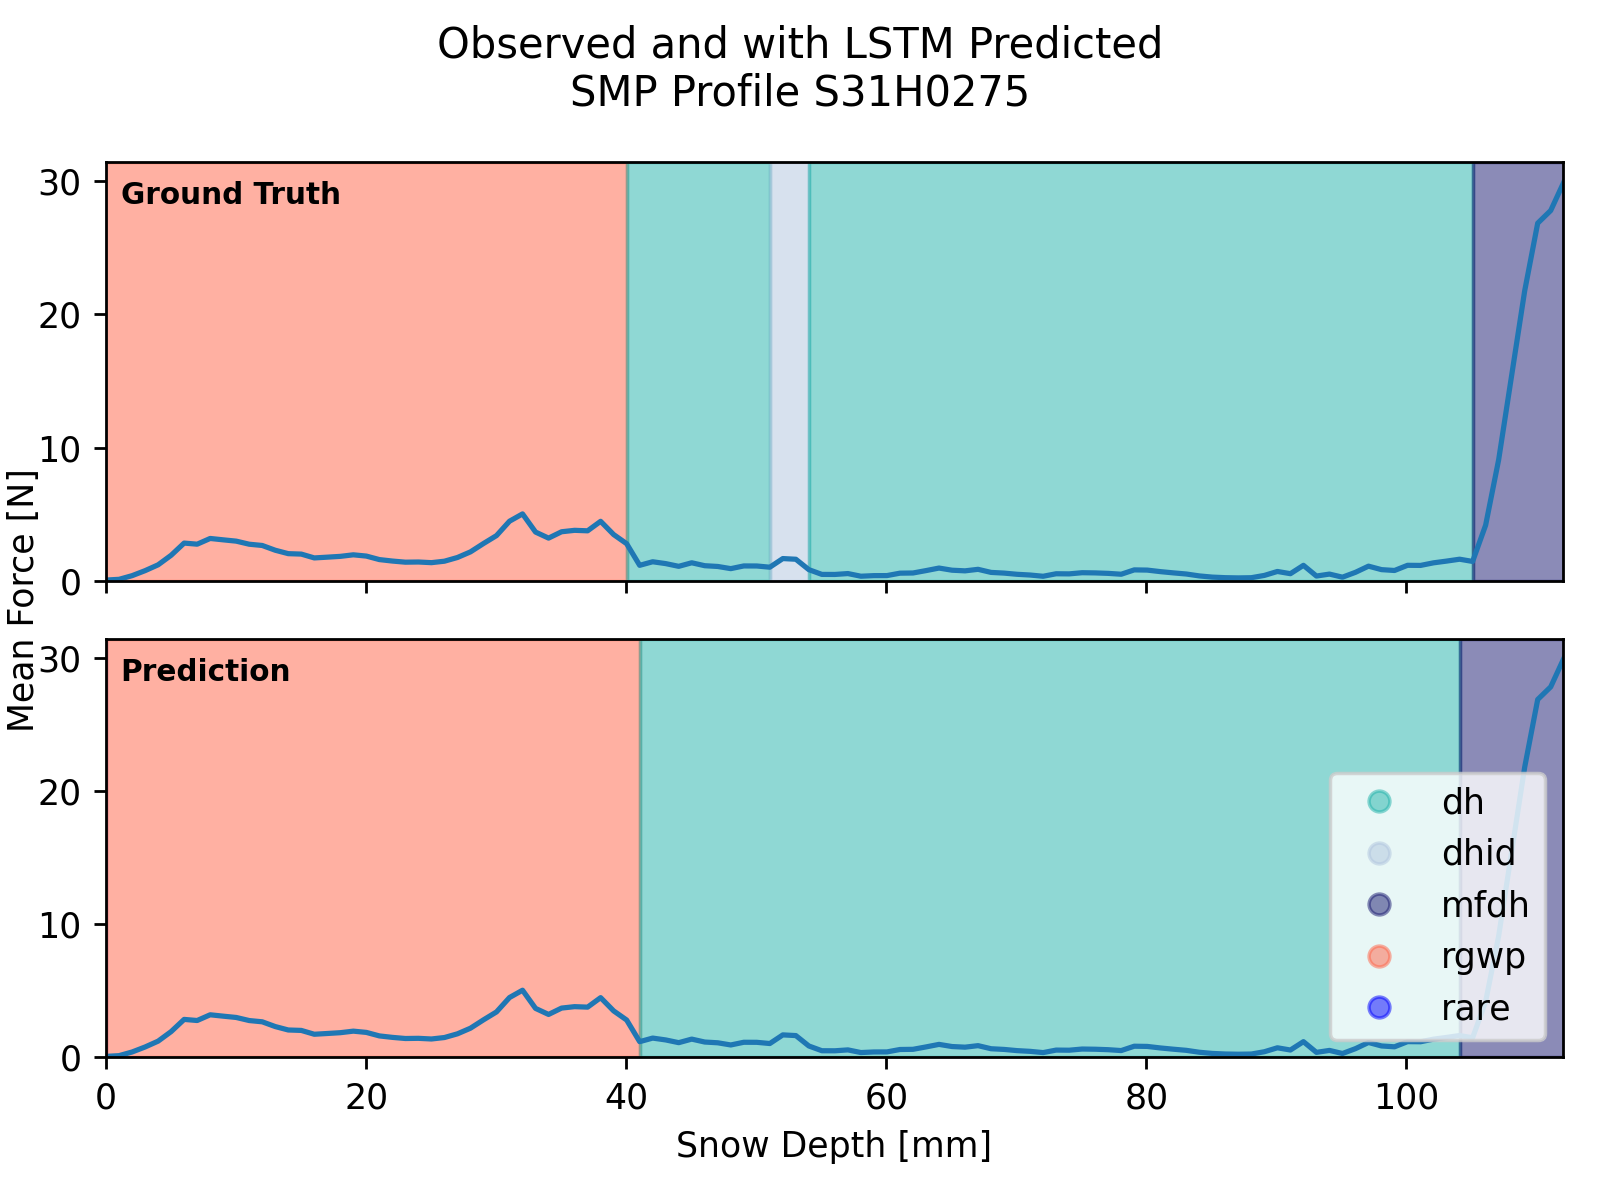 Observed and with LSTM Predicted
SMP Profile S31H0275
Mean Force [N]
30
20
10
0
Ground Truth
30
20
10
0
Prediction
dh
dhid
mfdh
rgwp
rare
0 20 40 60 80 100
Snow Depth [mm]